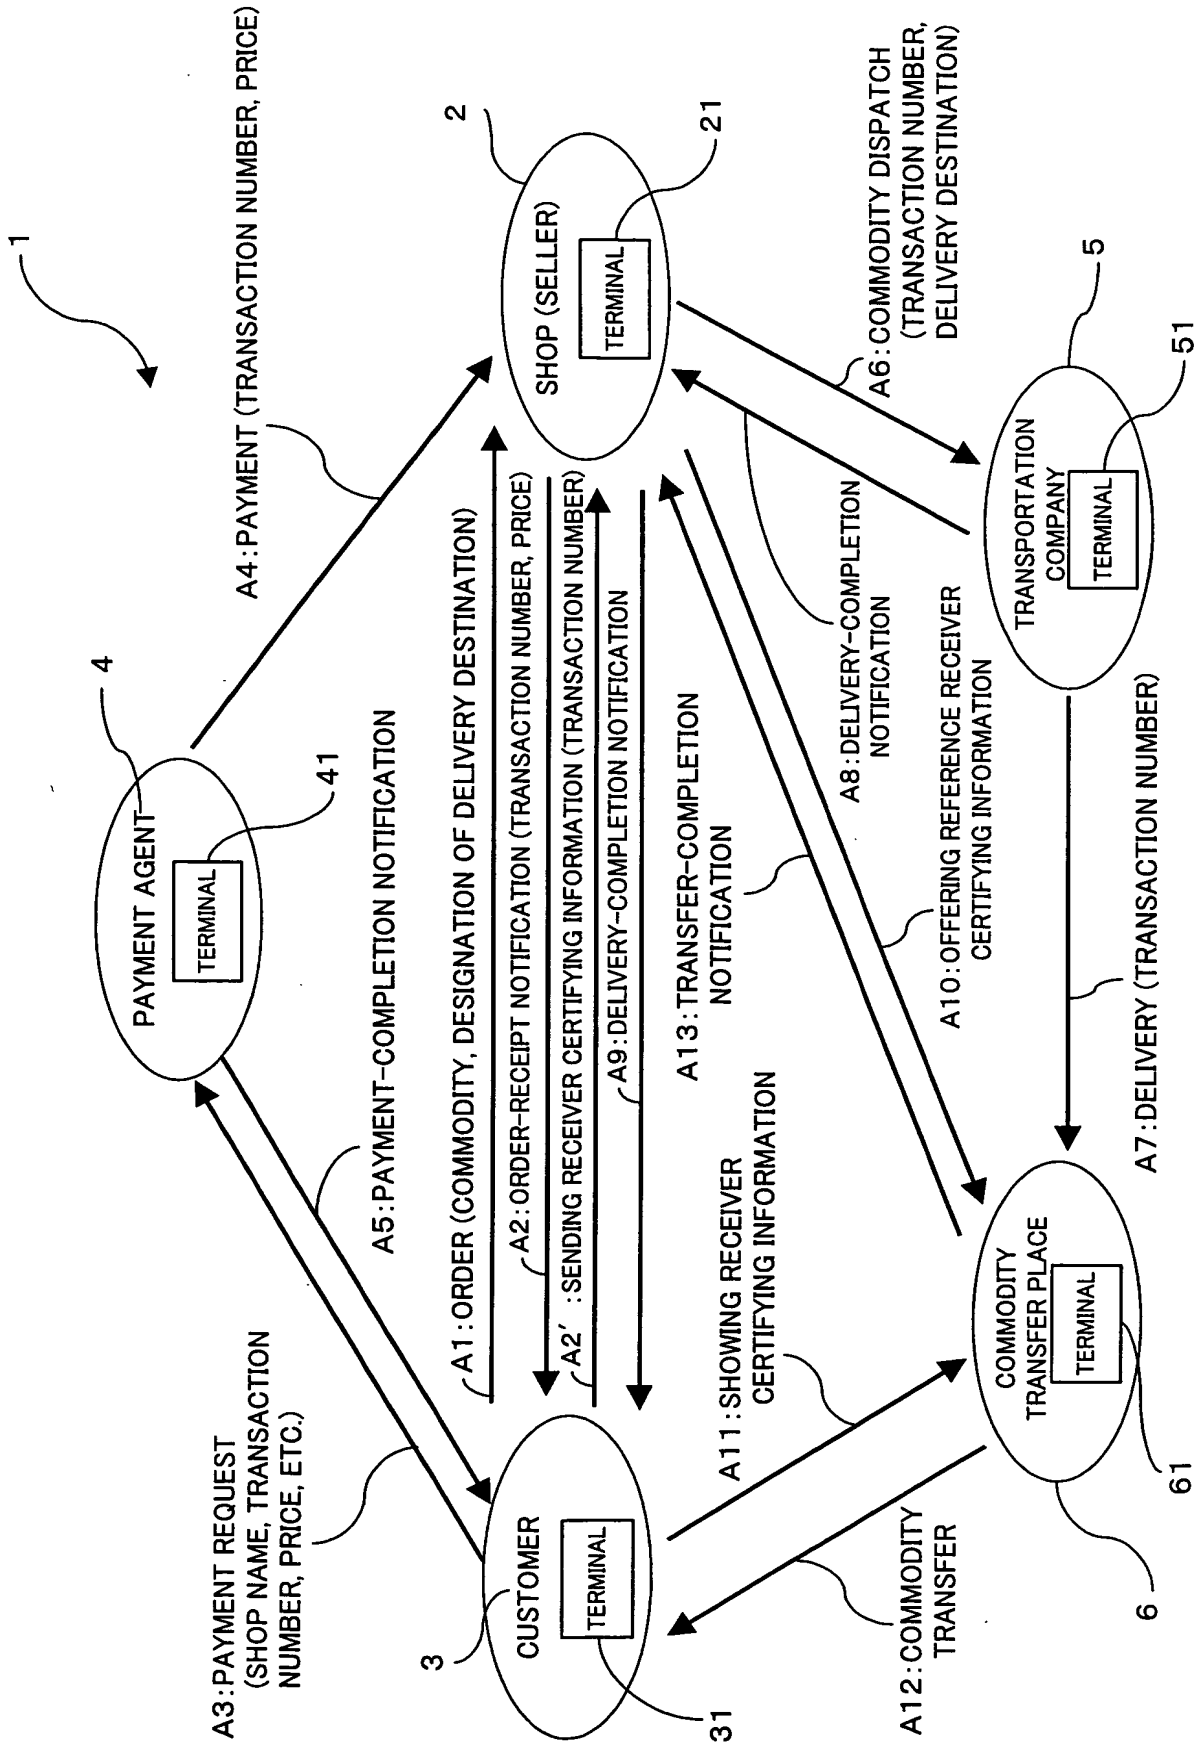 1
A4:PAYMENT (TRANSACTION NUMBER, PRICE)
4
PAYMENT AGENT
TERMINAL
41
A3:PAYMENT REQUEST
(SHOP NAME, TRANSACTION
NUMBER, PRICE, ETC.)
A5:PAYMENT-COMPLETION NOTIFICATION
2
SHOP (SELLER)
TERMINAL
21
A1:ORDER (COMMODITY, DESIGNATION OF DELIVERY DESTINATION)
A2:ORDER-RECEIPT NOTIFICATION (TRANSACTION NUMBER, PRICE)
A2′:SENDING RECEIVER CERTIFYING INFORMATION (TRANSACTION NUMBER)
A9:DELIVERY-COMPLETION NOTIFICATION
3
CUSTOMER
TERMINAL
31
A13:TRANSFER-COMPLETION
NOTIFICATION
A11:SHOWING RECEIVER
CERTIFYING INFORMATION
A12:COMMODITY
TRANSFER
A6:COMMODITY DISPATCH
(TRANSACTION NUMBER,
DELIVERY DESTINATION)
A8:DELIVERY-COMPLETION
NOTIFICATION
A10:OFFERING REFERENCE RECEIVER
CERTIFYING INFORMATION
5
TRANSPORTATION
COMPANY
TERMINAL
51
COMMODITY
TRANSFER PLACE
TERMINAL
61
6
A7:DELIVERY (TRANSACTION NUMBER)